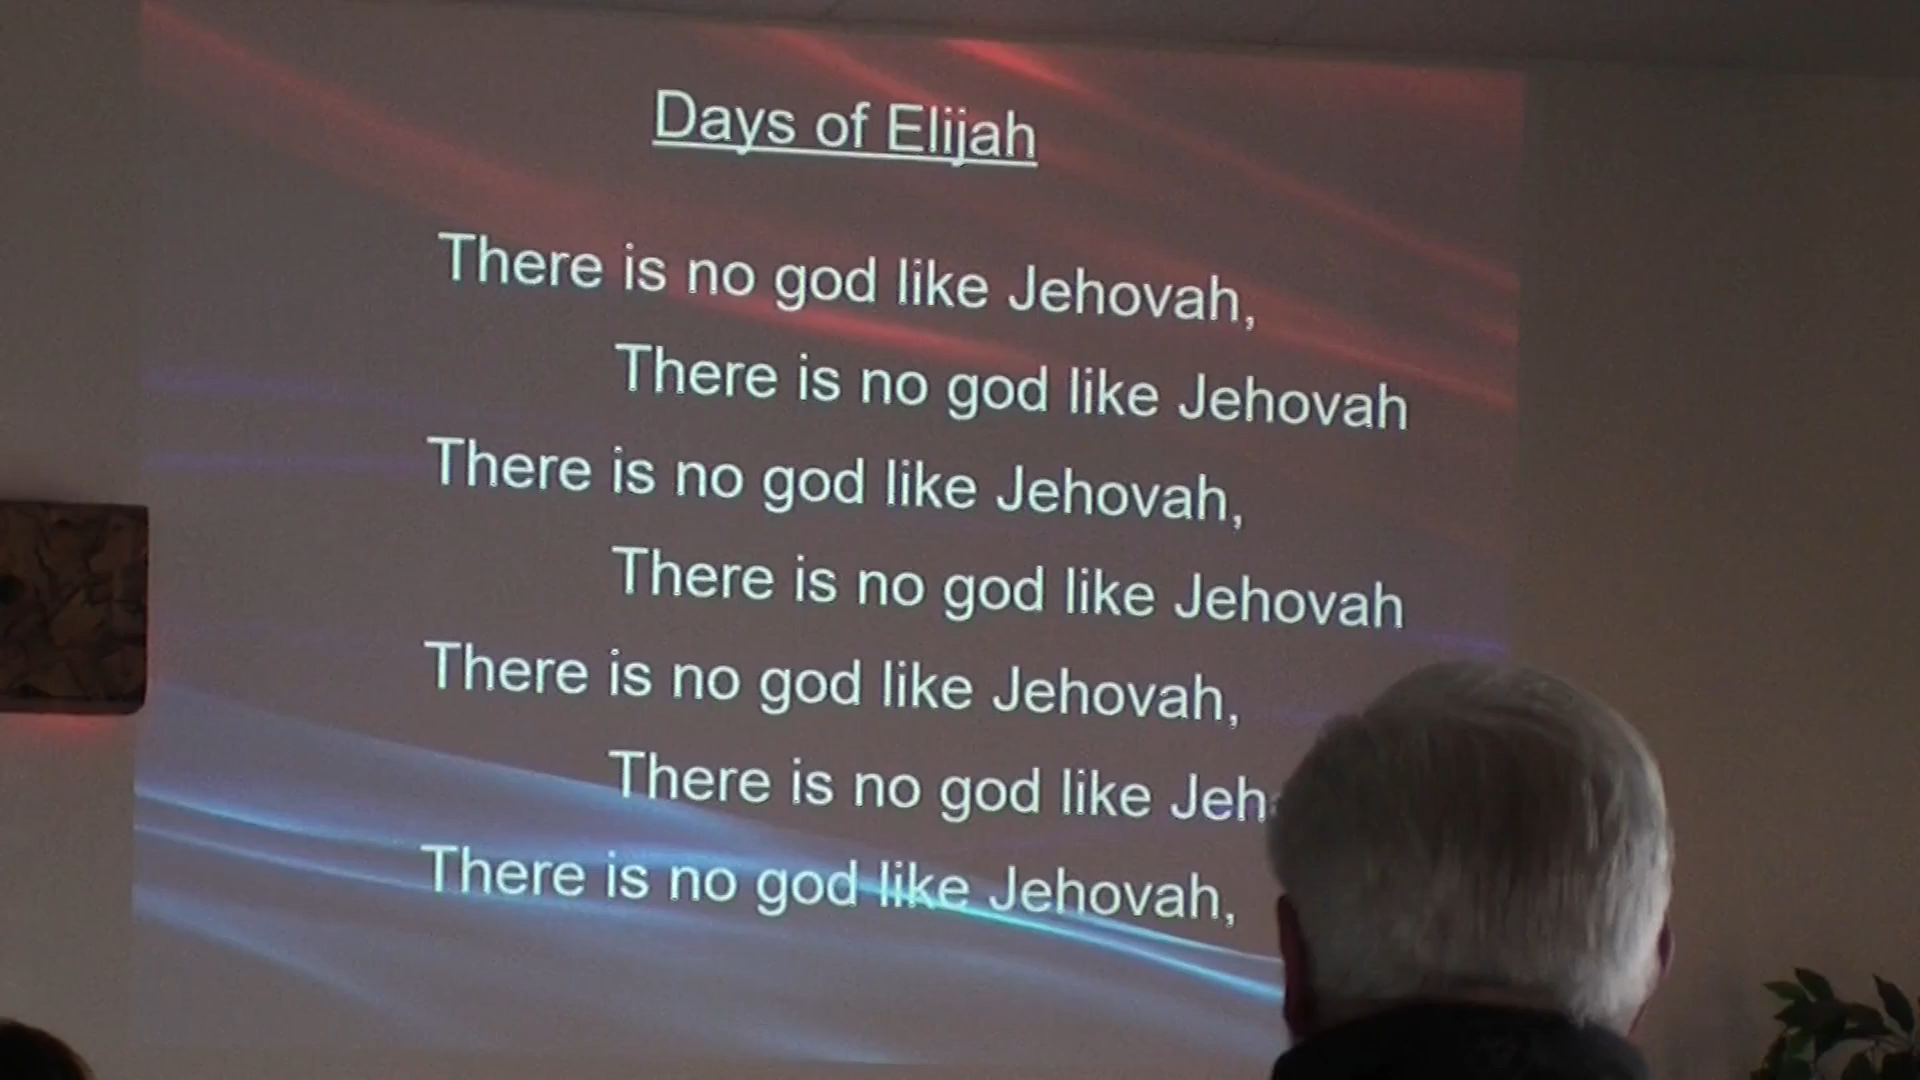 Days of Elijah
There is no god like Jehovah,
There is no god like Jehovah
There is no god like Jehovah,
There is no god like Jehovah
There is no god like Jehovah,
There is no god like Jeh
There is no god like Jehovah,